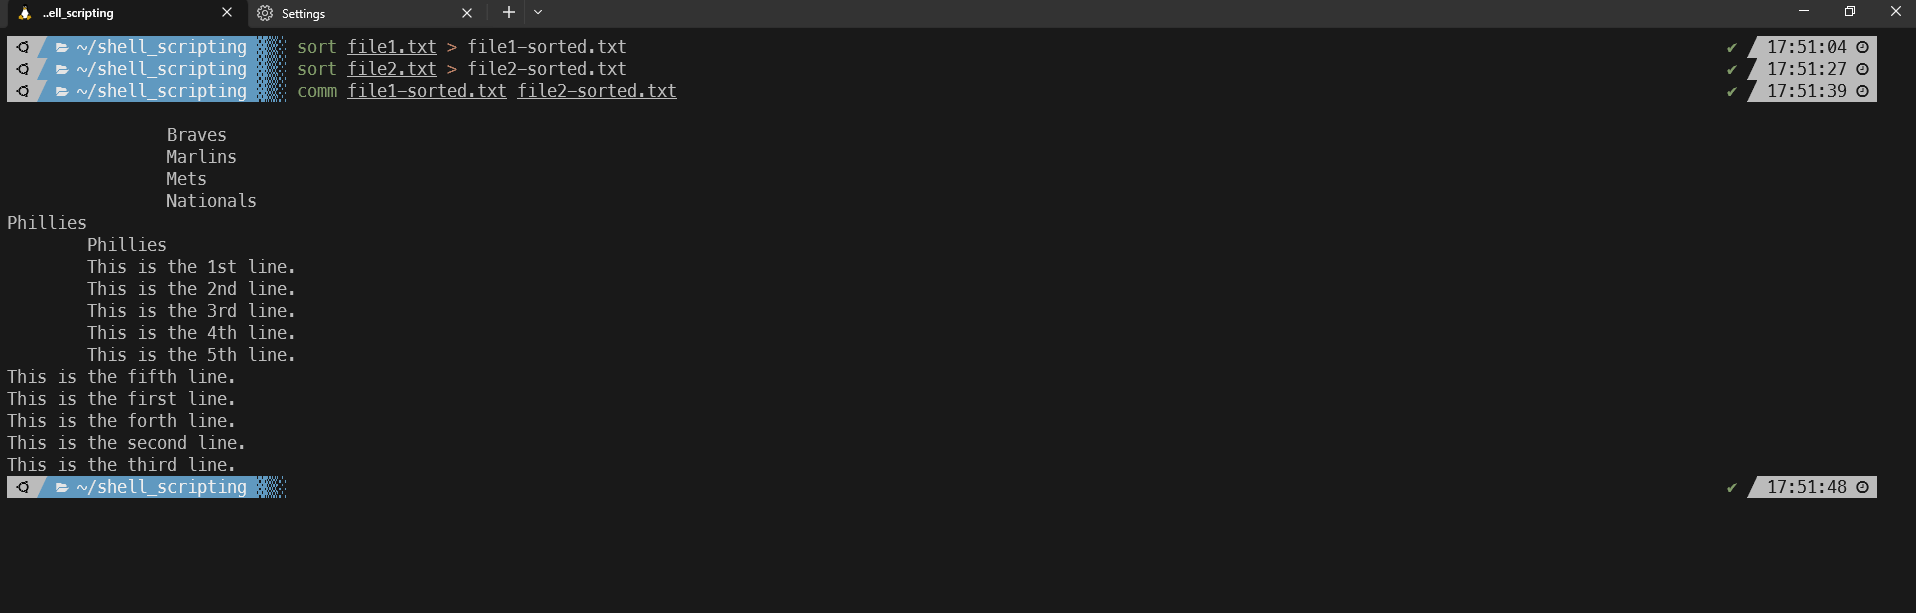 ..ell_scripting Settings
~/shell_scripting sort file1.txt > file1-sorted.txt ✔ 17:51:04
~/shell_scripting sort file2.txt > file2-sorted.txt ✔ 17:51:27
~/shell_scripting comm file1-sorted.txt file2-sorted.txt ✔ 17:51:39
Braves
Marlins
Mets
Nationals
Phillies
Phillies
This is the 1st line.
This is the 2nd line.
This is the 3rd line.
This is the 4th line.
This is the 5th line.
This is the fifth line.
This is the first line.
This is the forth line.
This is the second line.
This is the third line.
~/shell_scripting ✔ 17:51:48